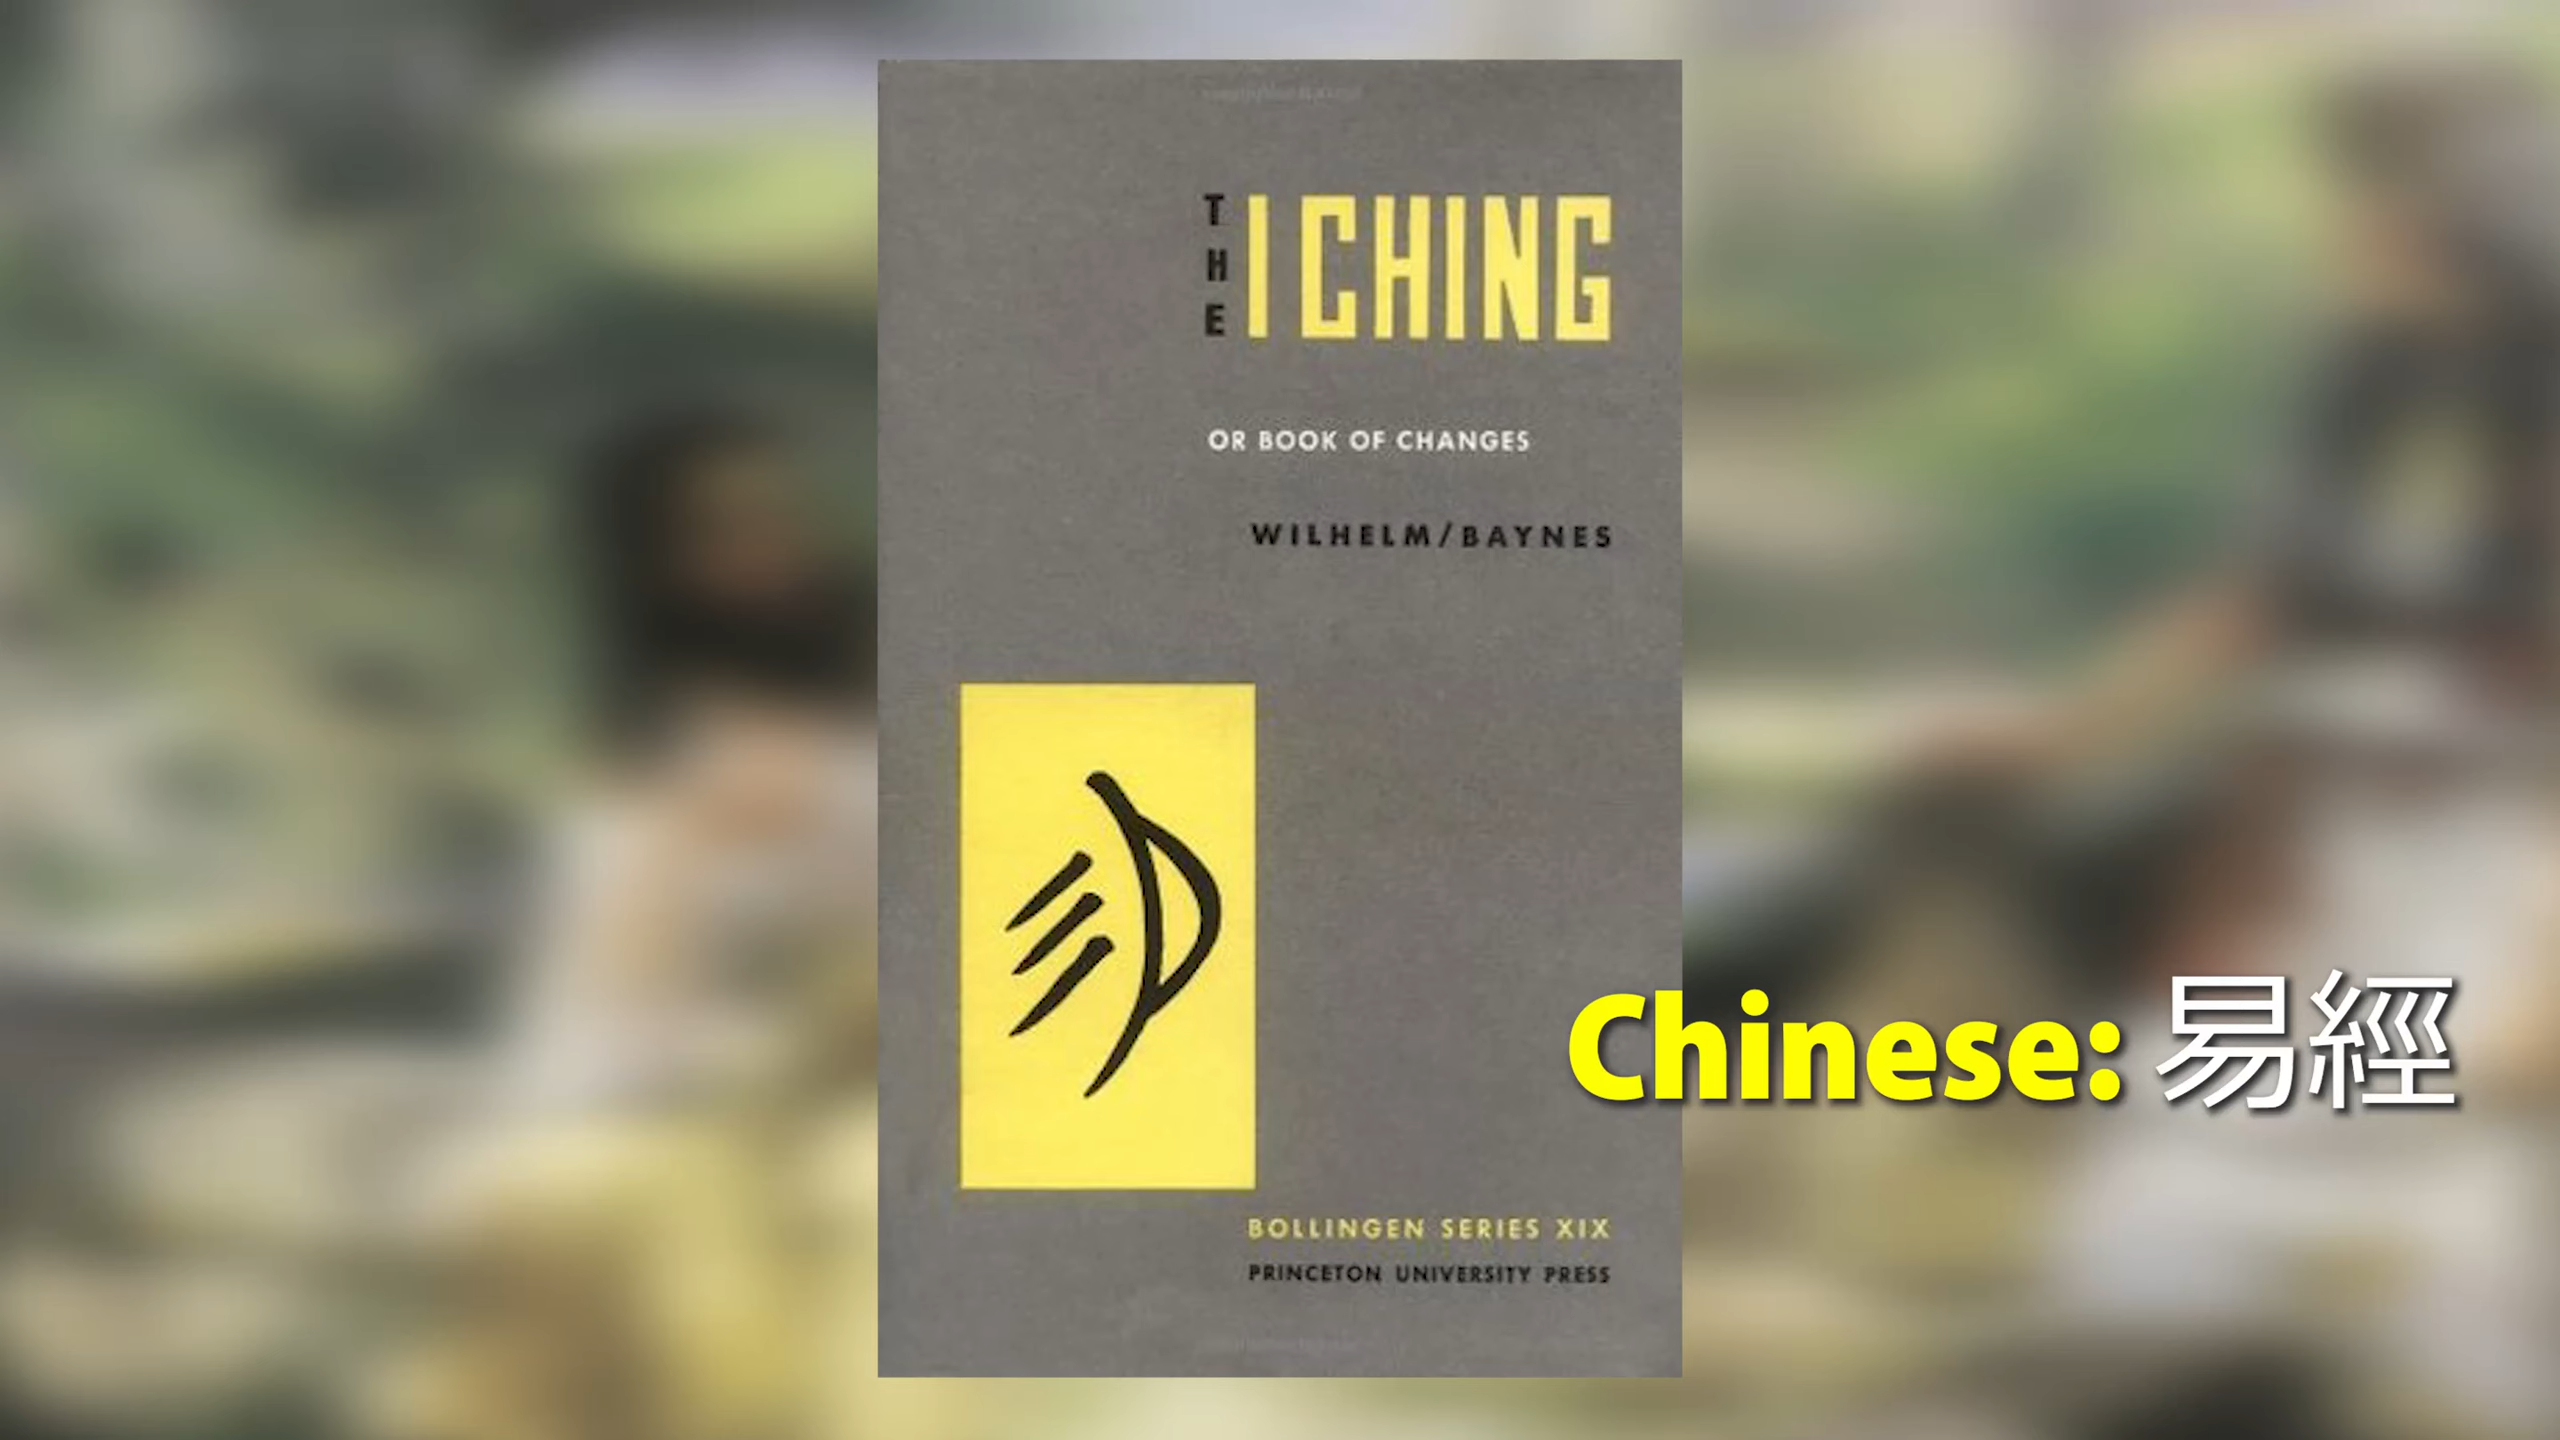 THE I CHING
OR BOOK OF CHANGES
WILHELM/BAYNES
Chinese: 易經
BOLLINGEN SERIES XIX
PRINCETON UNIVERSITY PRESS